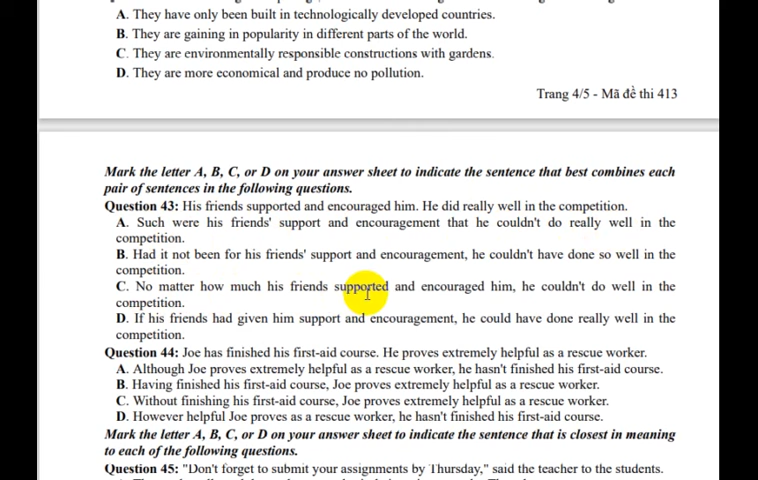 A. They have only been built in technologically developed countries.
B. They are gaining in popularity in different parts of the world.
C. They are environmentally responsible constructions with gardens.
D. They are more economical and produce no pollution.
Trang 4/5 - Mã đề thi 413
Mark the letter A, B, C, or D on your answer sheet to indicate the sentence that best combines each
pair of sentences in the following questions.
Question 43: His friends supported and encouraged him. He did really well in the competition.
A. Such were his friends' support and encouragement that he couldn't do really well in the
competition.
B. Had it not been for his friends' support and encouragement, he couldn't have done so well in the
competition.
C. No matter how much his friends supported and encouraged him, he couldn't do well in the
competition.
D. If his friends had given him support and encouragement, he could have done really well in the
competition.
Question 44: Joe has finished his first-aid course. He proves extremely helpful as a rescue worker.
A. Although Joe proves extremely helpful as a rescue worker, he hasn't finished his first-aid course.
B. Having finished his first-aid course, Joe proves extremely helpful as a rescue worker.
C. Without finishing his first-aid course, Joe proves extremely helpful as a rescue worker.
D. However helpful Joe proves as a rescue worker, he hasn't finished his first-aid course.
Mark the letter A, B, C, or D on your answer sheet to indicate the sentence that is closest in meaning
to each of the following questions.
Question 45: "Don't forget to submit your assignments by Thursday," said the teacher to the students.